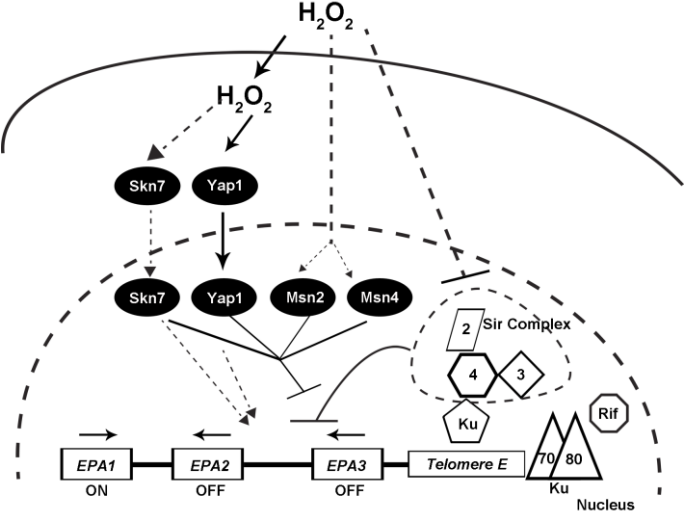 H2O2
H2O2
Skn7 Yap1
Skn7 Yap1 Msn2 Msn4
2 Sir Complex
4 3
Ku
Rif
EPA1 EPA2 EPA3 Telomere E 70 80
ON OFF OFF Ku
Nucleus